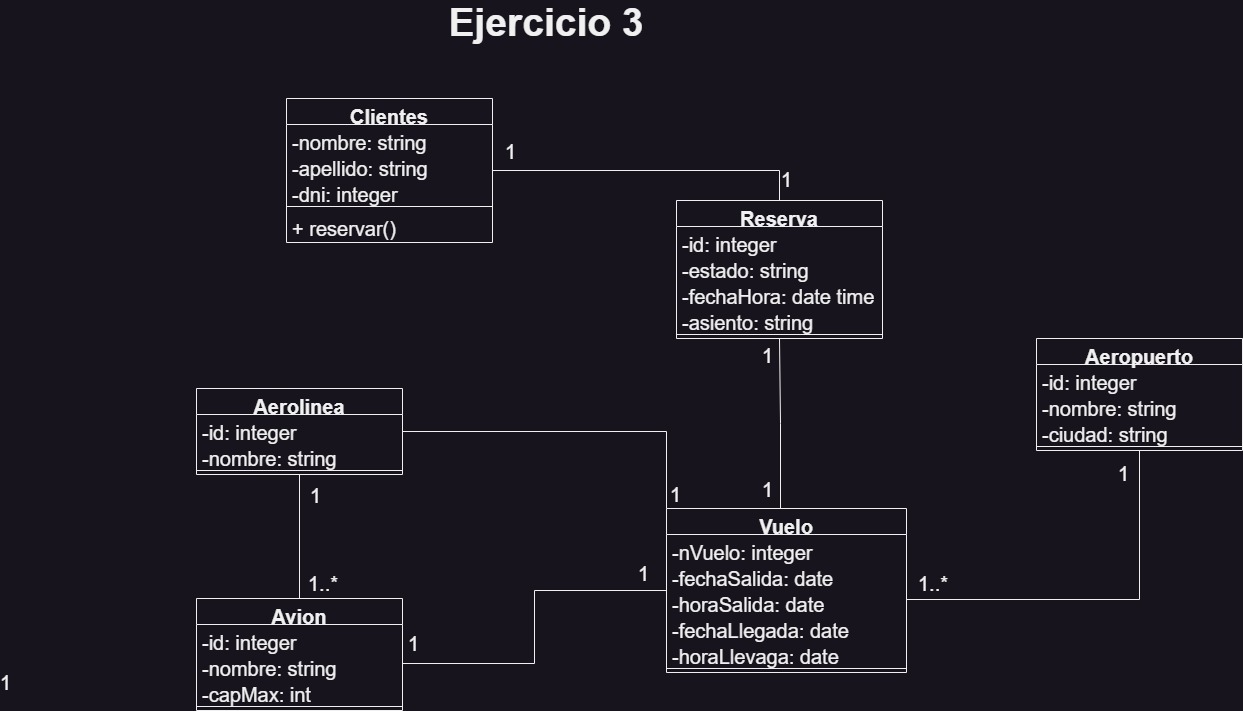 Ejercicio 3
Clientes
-nombre: string
-apellido: string
-dni: integer
+ reservar()
1
1
Reserva
-id: integer
-estado: string
-fechaHora: date time
-asiento: string
1
Aeropuerto
-id: integer
-nombre: string
-ciudad: string
1
Aerolinea
-id: integer
-nombre: string
1
1
1
Vuelo
-nVuelo: integer
-fechaSalida: date
-horaSalida: date
-fechaLlegada: date
-horaLlevaga: date
1
1..*
1..*
Avion
-id: integer
-nombre: string
-capMax: int
1
1